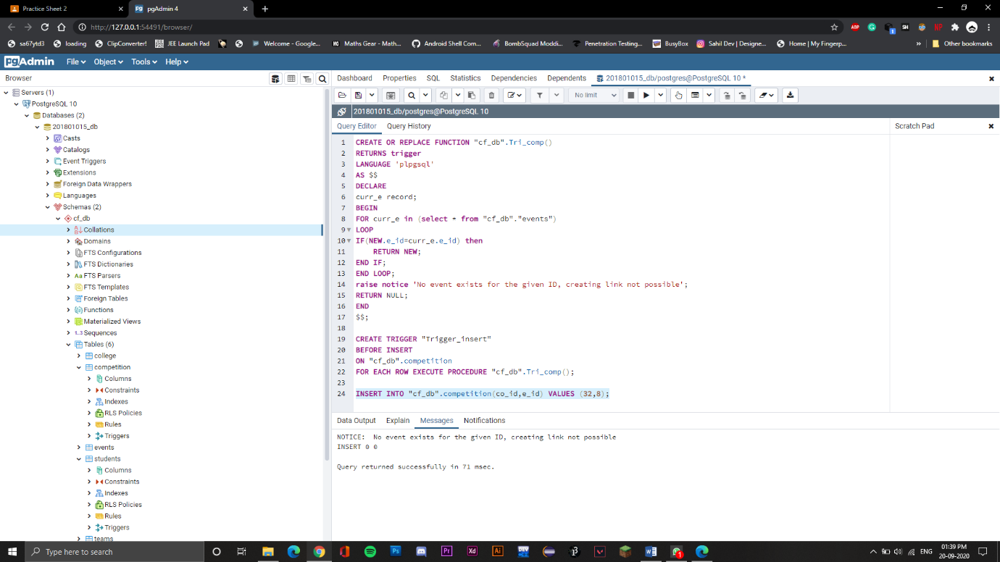 Practice Sheet 2
pgAdmin 4
http://127.0.0.1:54491/browser/
sa67ytd3 loading ClipConverter! JEE Launch Pad Welcome - Google... Maths Gear - Math... Android Shell Com... BombSquad Moddi... Penetration Testing... BusyBox Sahil Dev | Designe... Home | My Fingerp... » Other bookmarks
pgAdmin File Object Tools Help
Browser
Dashboard Properties SQL Statistics Dependencies Dependents 201801015_db/postgres@PostgreSQL 10 *
No limit
201801015_db/postgres@PostgreSQL 10
Query Editor Query History
Scratch Pad
Servers (1)
PostgreSQL 10
Databases (2)
201801015_db
Casts
Catalogs
Event Triggers
Extensions
Foreign Data Wrappers
Languages
Schemas (2)
cf_db
Collations
Domains
FTS Configurations
FTS Dictionaries
FTS Parsers
FTS Templates
Foreign Tables
Functions
Materialized Views
Sequences
Tables (6)
college
competition
Columns
Constraints
Indexes
RLS Policies
Rules
Triggers
events
students
Columns
Constraints
Indexes
RLS Policies
Rules
Triggers
teams
1 CREATE OR REPLACE FUNCTION "cf_db".Tri_comp()
2 RETURNS trigger
3 LANGUAGE 'plpgsql'
4 AS $$
5 DECLARE
6 curr_e record;
7 BEGIN
8 FOR curr_e in (select * from "cf_db"."events")
9 LOOP
10 IF(NEW.e_id=curr_e.e_id) then
11 RETURN NEW;
12 END IF;
13 END LOOP;
14 raise notice 'No event exists for the given ID, creating link not possible';
15 RETURN NULL;
16 END
17 $$;
18
19 CREATE TRIGGER "Trigger_insert"
20 BEFORE INSERT
21 ON "cf_db".competition
22 FOR EACH ROW EXECUTE PROCEDURE "cf_db".Tri_comp();
23
24 INSERT INTO "cf_db".competition(co_id,e_id) VALUES (32,8);
Data Output Explain Messages Notifications
NOTICE: No event exists for the given ID, creating link not possible
INSERT 0 0
Query returned successfully in 71 msec.
Type here to search
ENG
01:39 PM
20-09-2020